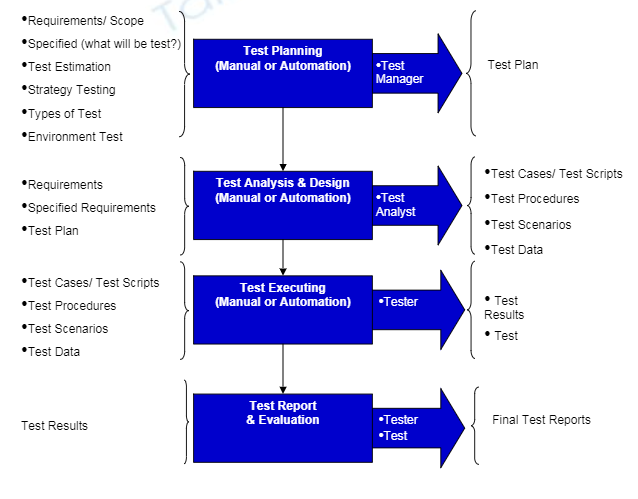 •Requirements/ Scope
•Specified (what will be test?)
•Test Estimation
•Strategy Testing
•Types of Test
•Environment Test
Test Planning
(Manual or Automation)
•Test
Manager
Test Plan
•Requirements
•Specified Requirements
•Test Plan
Test Analysis & Design
(Manual or Automation)
•Test
Analyst
•Test Cases/ Test Scripts
•Test Procedures
•Test Scenarios
•Test Data
•Test Cases/ Test Scripts
•Test Procedures
•Test Scenarios
•Test Data
Test Executing
(Manual or Automation)
•Tester
• Test
Results
• Test
Test Results
Test Report
& Evaluation
•Tester
•Test
Final Test Reports